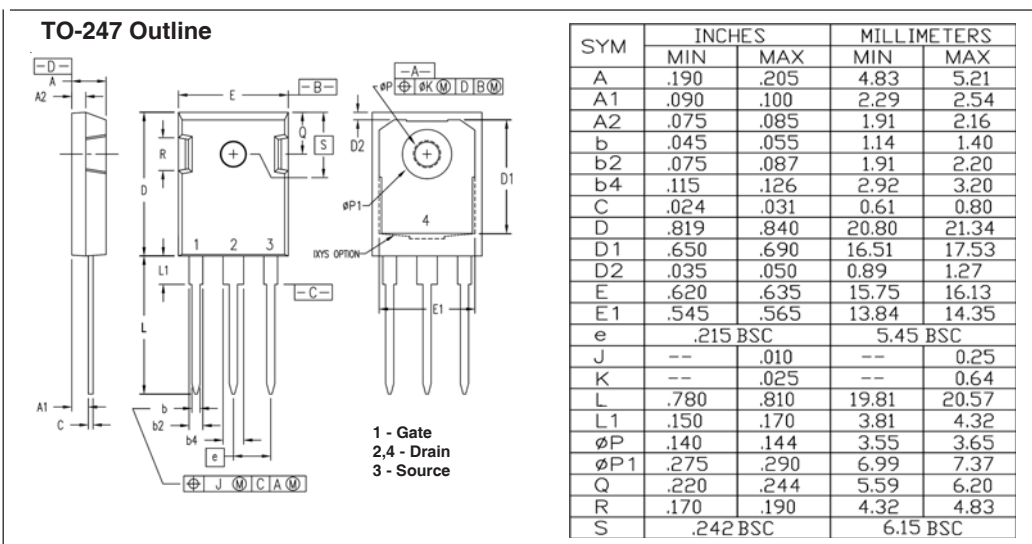 TO-247 Outline
-D-
A
A2
E
-B-
-A-
øP ⌖ øK Ⓜ D B Ⓜ
Q
S
D2
R
D
D1
øP1
4
1 2 3
IXYS OPTION
L1
-C-
E1
L
A1
C
b
b2
b4
e
⌖ J Ⓜ C A Ⓜ
1 - Gate
2,4 - Drain
3 - Source
SYM INCHES MILLIMETERS
MIN MAX MIN MAX
A .190 .205 4.83 5.21
A1 .090 .100 2.29 2.54
A2 .075 .085 1.91 2.16
b .045 .055 1.14 1.40
b2 .075 .087 1.91 2.20
b4 .115 .126 2.92 3.20
C .024 .031 0.61 0.80
D .819 .840 20.80 21.34
D1 .650 .690 16.51 17.53
D2 .035 .050 0.89 1.27
E .620 .635 15.75 16.13
E1 .545 .565 13.84 14.35
e .215 BSC 5.45 BSC
J -- .010 -- 0.25
K -- .025 -- 0.64
L .780 .810 19.81 20.57
L1 .150 .170 3.81 4.32
øP .140 .144 3.55 3.65
øP1 .275 .290 6.99 7.37
Q .220 .244 5.59 6.20
R .170 .190 4.32 4.83
S .242 BSC 6.15 BSC